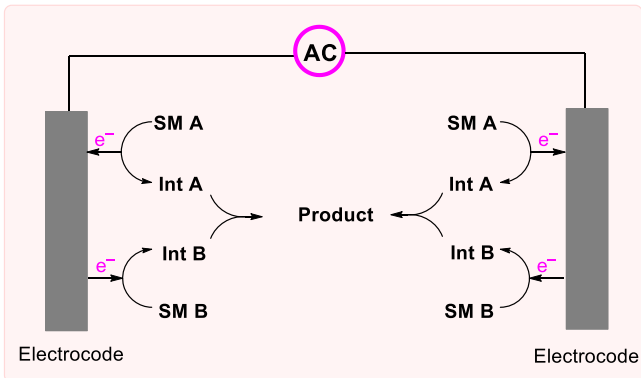 AC
SM A
SM A
e⁻
e⁻
Int A
Int A
Product
Int B
Int B
e⁻
e⁻
SM B
SM B
Electrocode
Electrocode